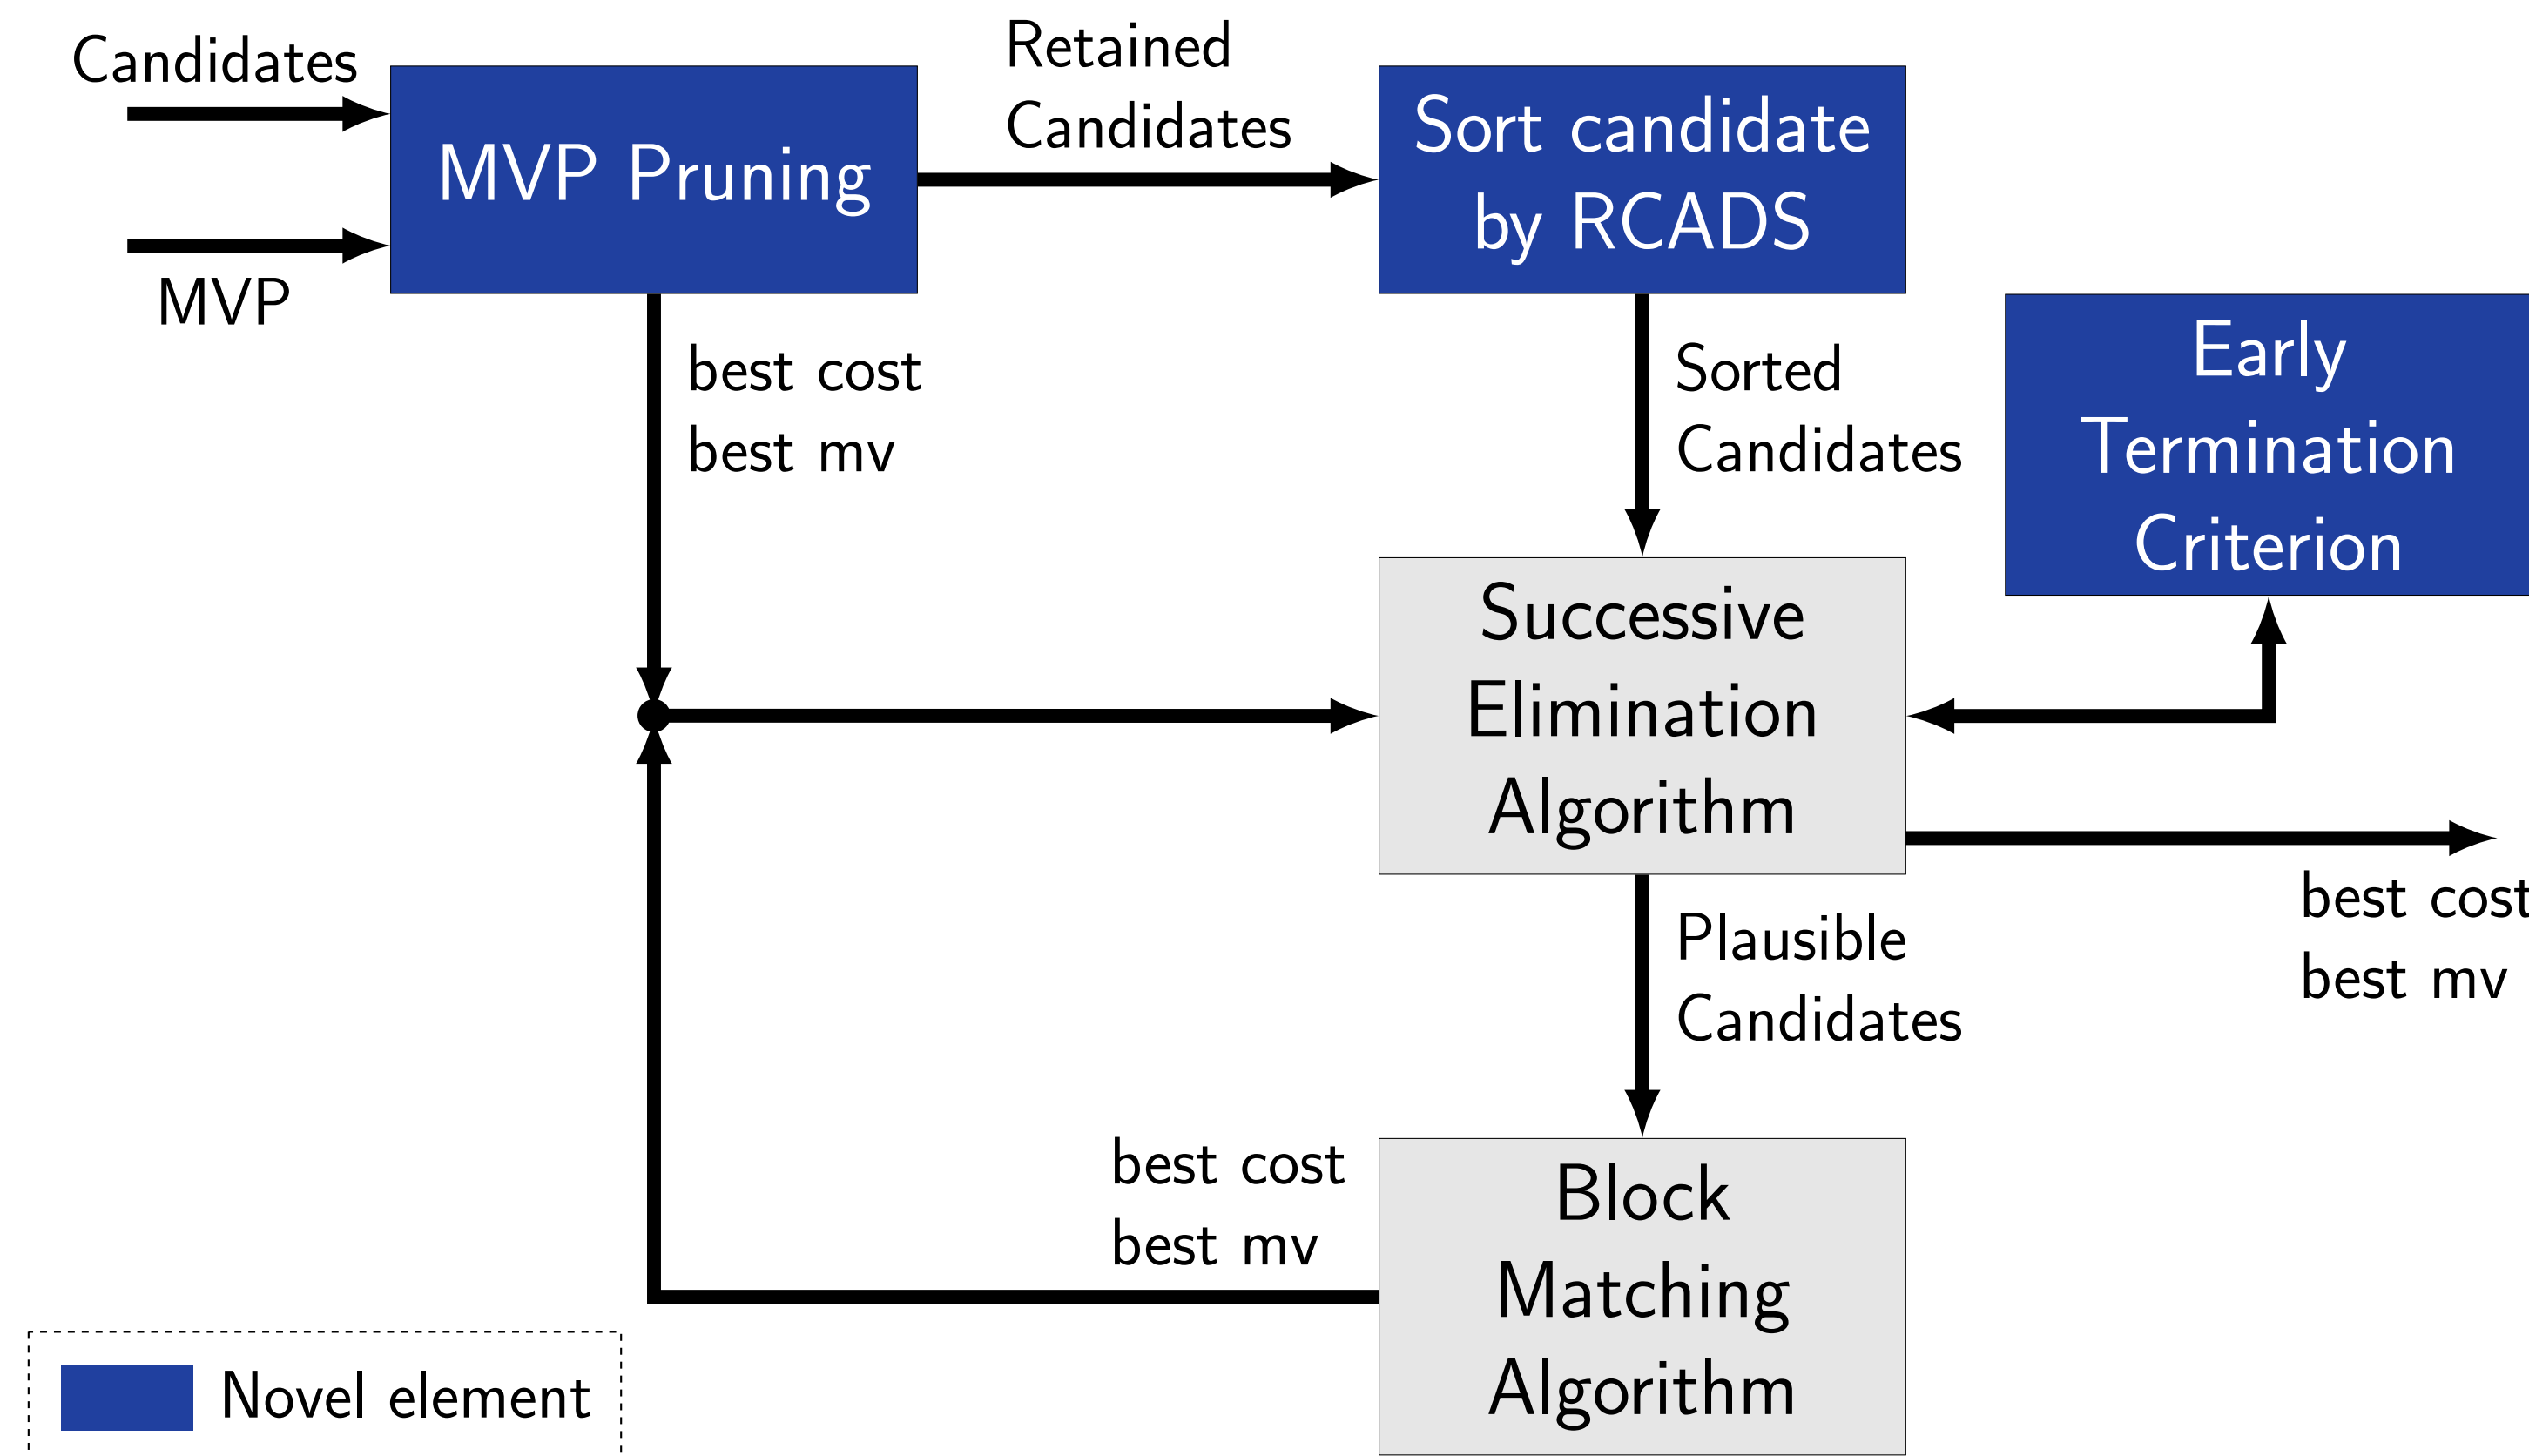 Candidates
MVP
MVP Pruning
Retained
Candidates
Sort candidate
by RCADS
best cost
best mv
Sorted
Candidates
Early
Termination
Criterion
Successive
Elimination
Algorithm
best cost
best mv
Plausible
Candidates
best cost
best mv
Block
Matching
Algorithm
Novel element